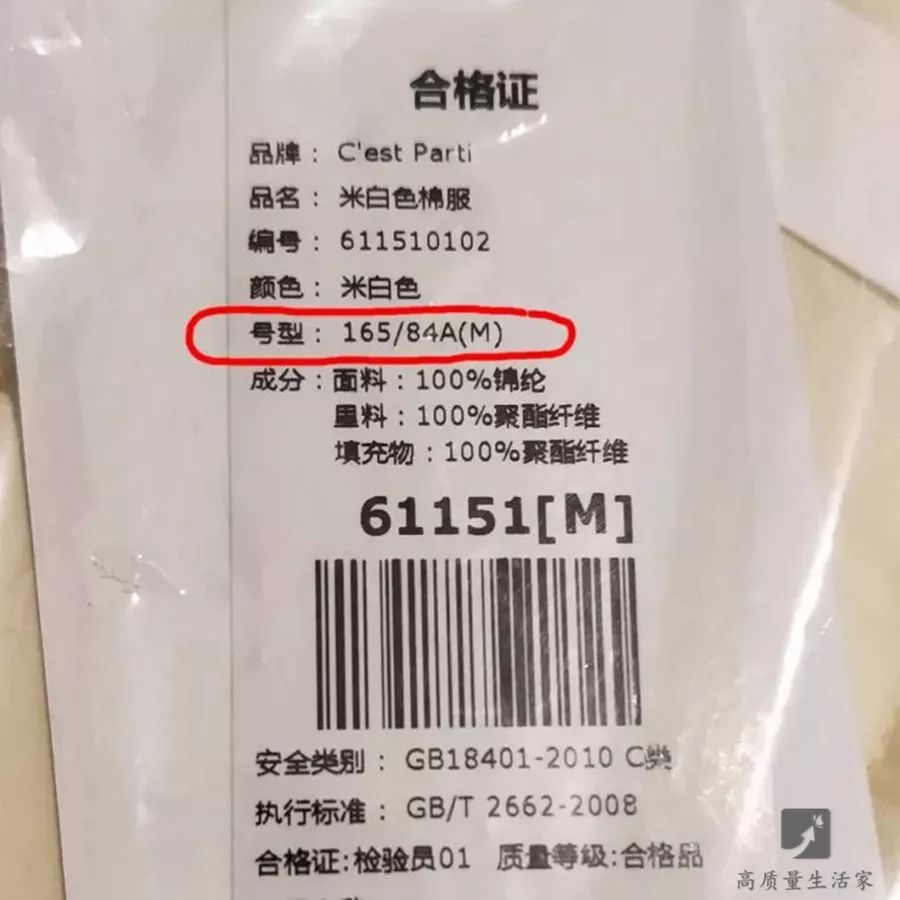 合格证
品牌： C'est Parti
品名： 米白色棉服
编号： 611510102
颜色： 米白色
号型： 165/84A(M)
成分：面料：100%锦纶
里料：100%聚酯纤维
填充物：100%聚酯纤维
61151[M]
安全类别： GB18401-2010 C类
执行标准： GB/T 2662-2008
合格证:检验员01 质量等级:合格品
高质量生活家